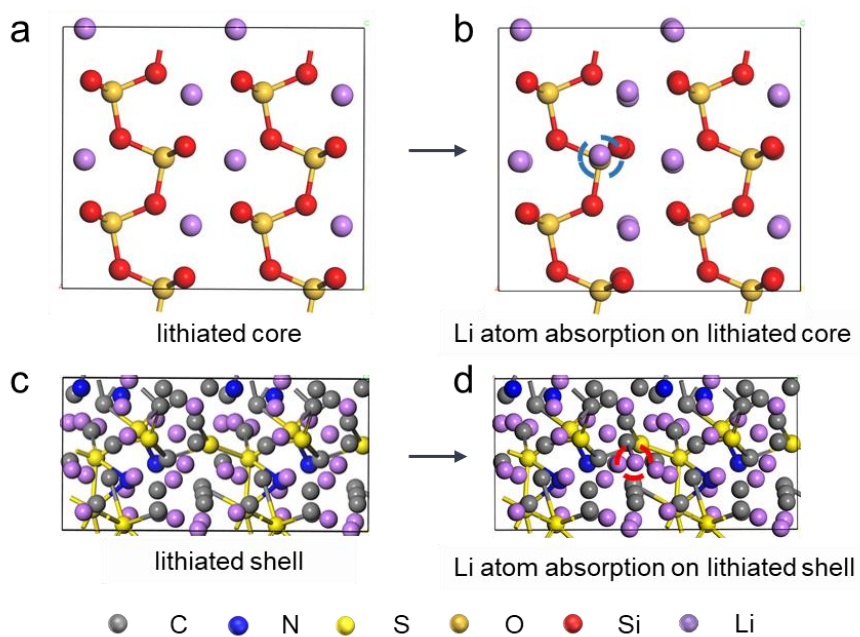 a
b
lithiated core
Li atom absorption on lithiated core
c
d
lithiated shell
Li atom absorption on lithiated shell
C N S O Si Li